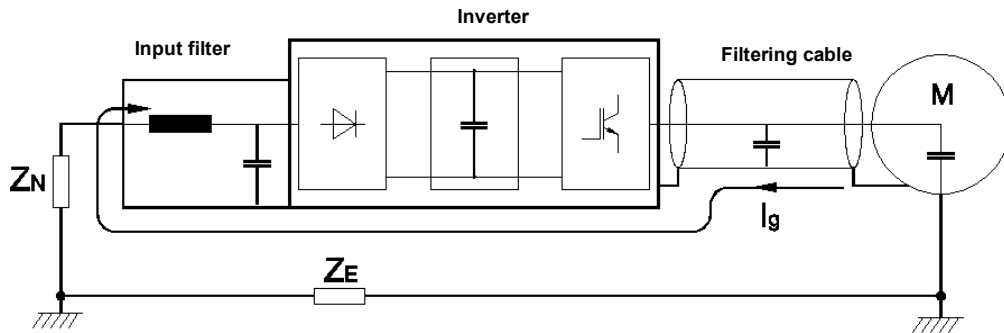 Inverter
Input filter
Filtering cable
M
ZN
Ig
ZE